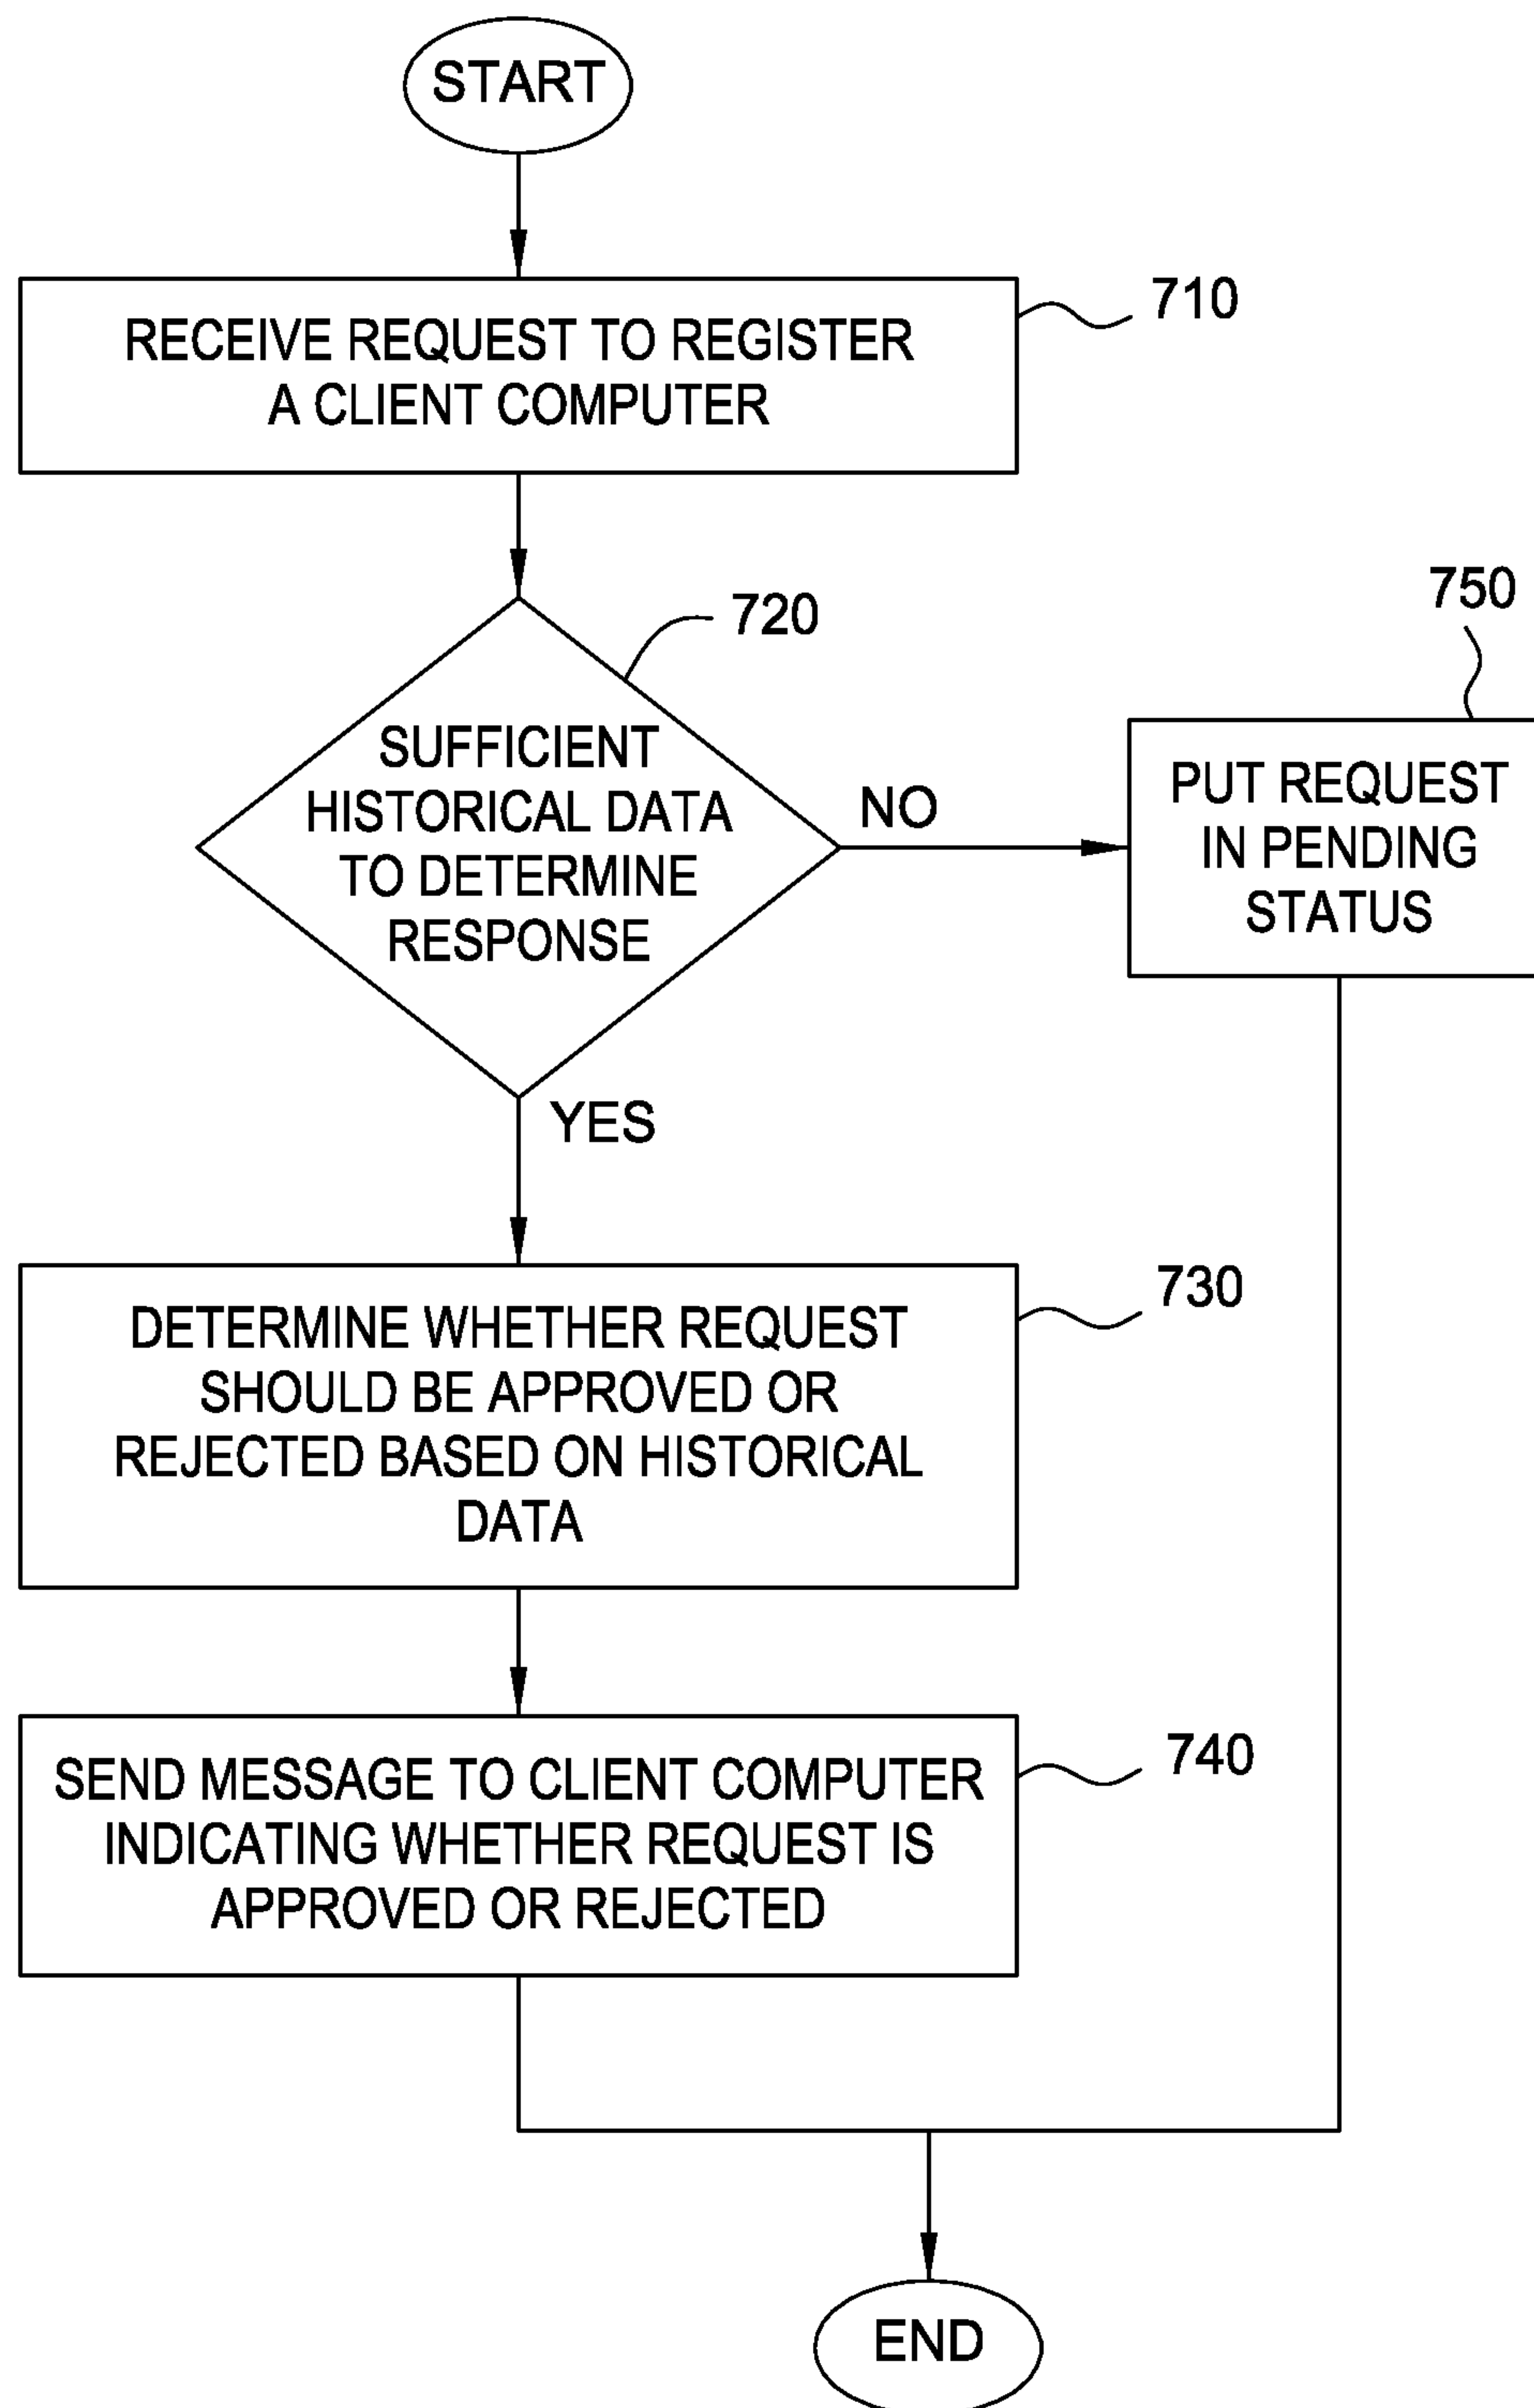 START
RECEIVE REQUEST TO REGISTER
A CLIENT COMPUTER
710
720
SUFFICIENT
HISTORICAL DATA
TO DETERMINE
RESPONSE
NO
750
PUT REQUEST
IN PENDING
STATUS
YES
DETERMINE WHETHER REQUEST
SHOULD BE APPROVED OR
REJECTED BASED ON HISTORICAL
DATA
730
SEND MESSAGE TO CLIENT COMPUTER
INDICATING WHETHER REQUEST IS
APPROVED OR REJECTED
740
END